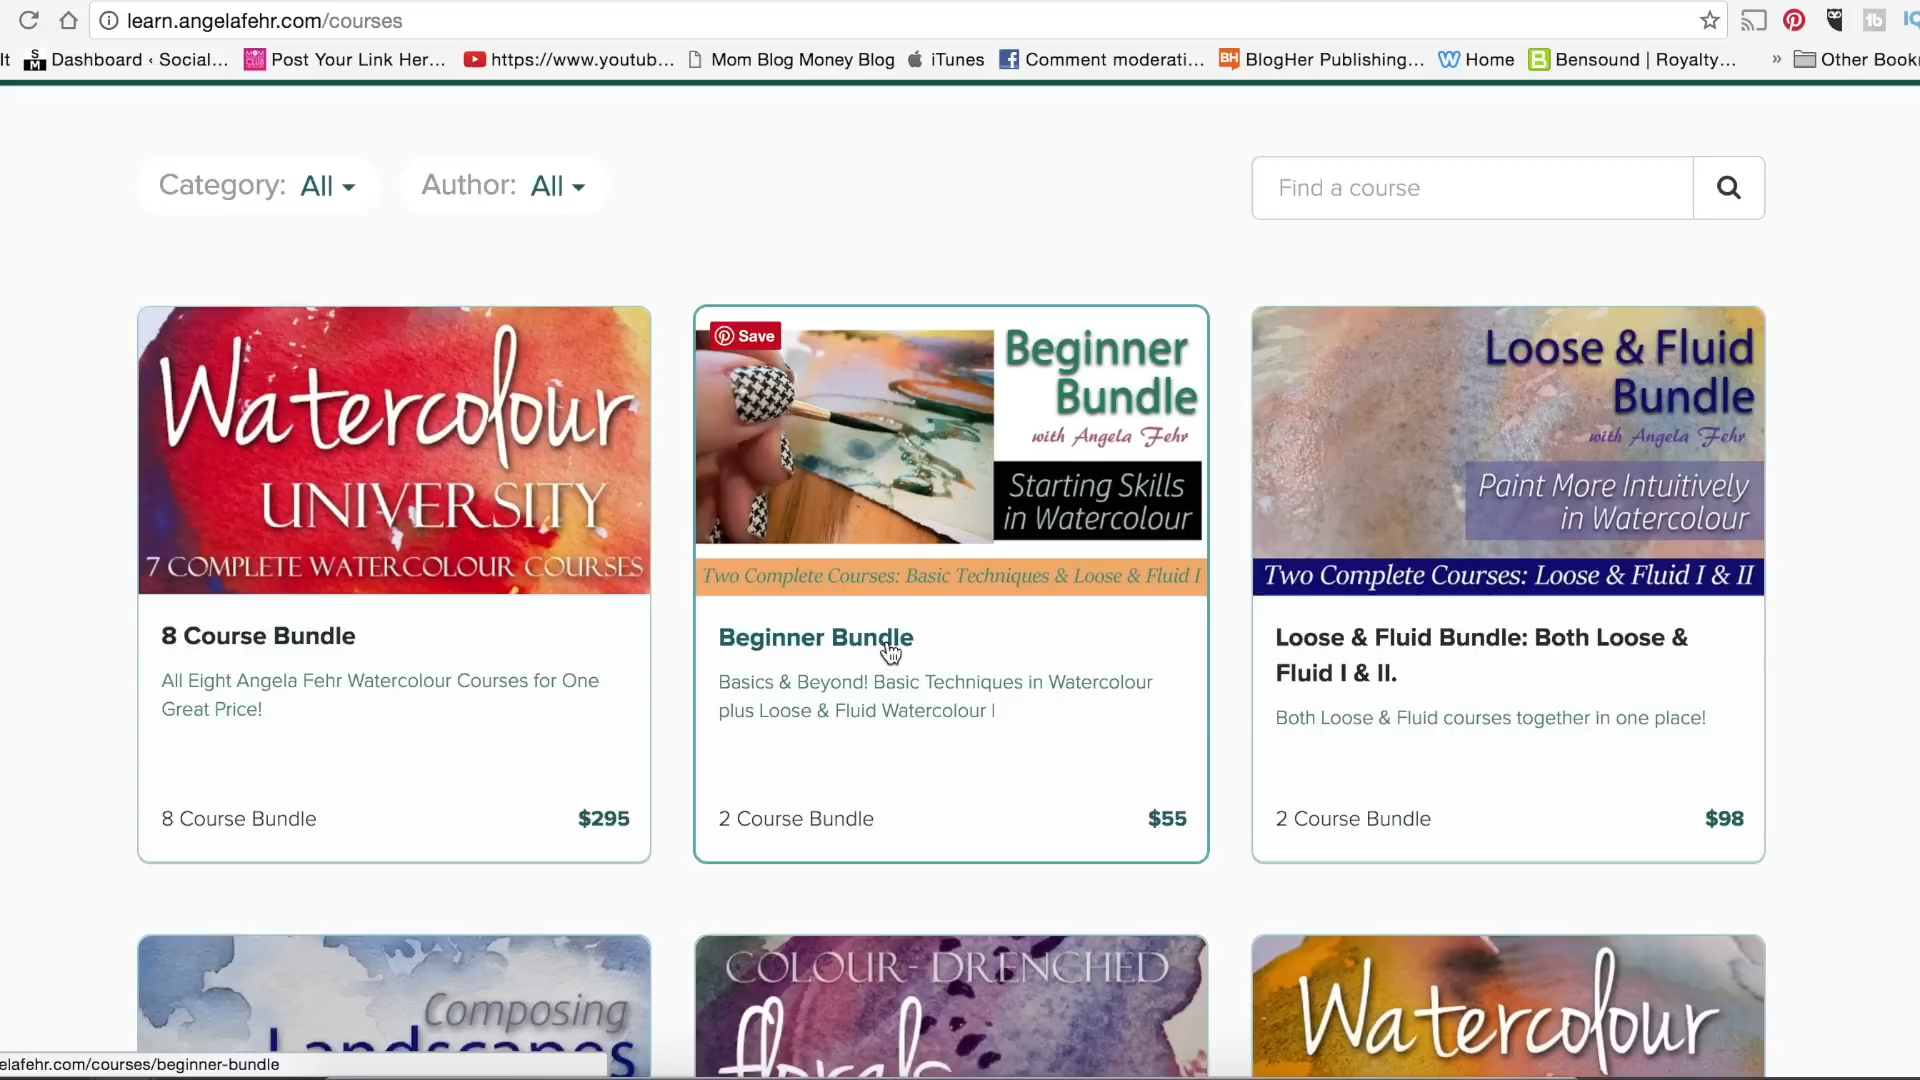 learn.angelafehr.com/courses
It
Dashboard ‹ Social...
MOM
CLUB
Post Your Link Her...
https://www.youtub...
Mom Blog Money Blog
iTunes
Comment moderati...
BH BlogHer Publishing...
Home
Bensound | Royalty...
»
Other Book
Category: All
Author: All
Find a course
Watercolour
UNIVERSITY
7 COMPLETE WATERCOLOUR COURSES
8 Course Bundle
All Eight Angela Fehr Watercolour Courses for One
Great Price!
8 Course Bundle $295
Save
Beginner
Bundle
with Angela Fehr
Starting Skills
in Watercolour
Two Complete Courses: Basic Techniques & Loose & Fluid I
Beginner Bundle
Basics & Beyond! Basic Techniques in Watercolour
plus Loose & Fluid Watercolour I
2 Course Bundle $55
Loose & Fluid
Bundle
with Angela Fehr
Paint More Intuitively
in Watercolour
Two Complete Courses: Loose & Fluid I & II
Loose & Fluid Bundle: Both Loose &
Fluid I & II.
Both Loose & Fluid courses together in one place!
2 Course Bundle $98
Composing
Landscapes
COLOUR-DRENCHED
florals
Watercolour
elafehr.com/courses/beginner-bundle